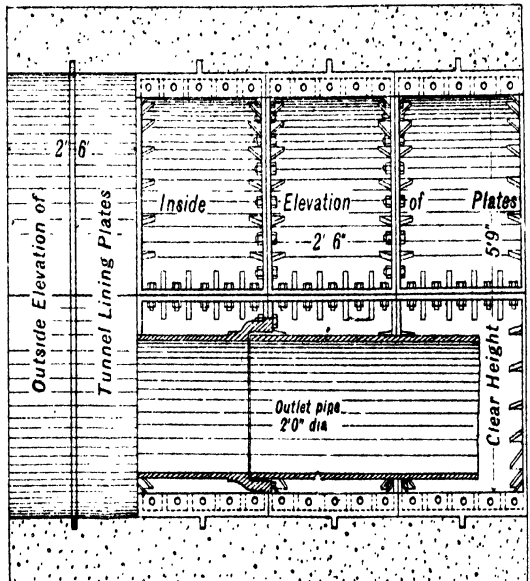 2' 6'
Outside Elevation of
Tunnel Lining Plates
Inside Elevation of Plates
2' 6"
5'9"
Clear Height
Outlet pipe
2'0" dia